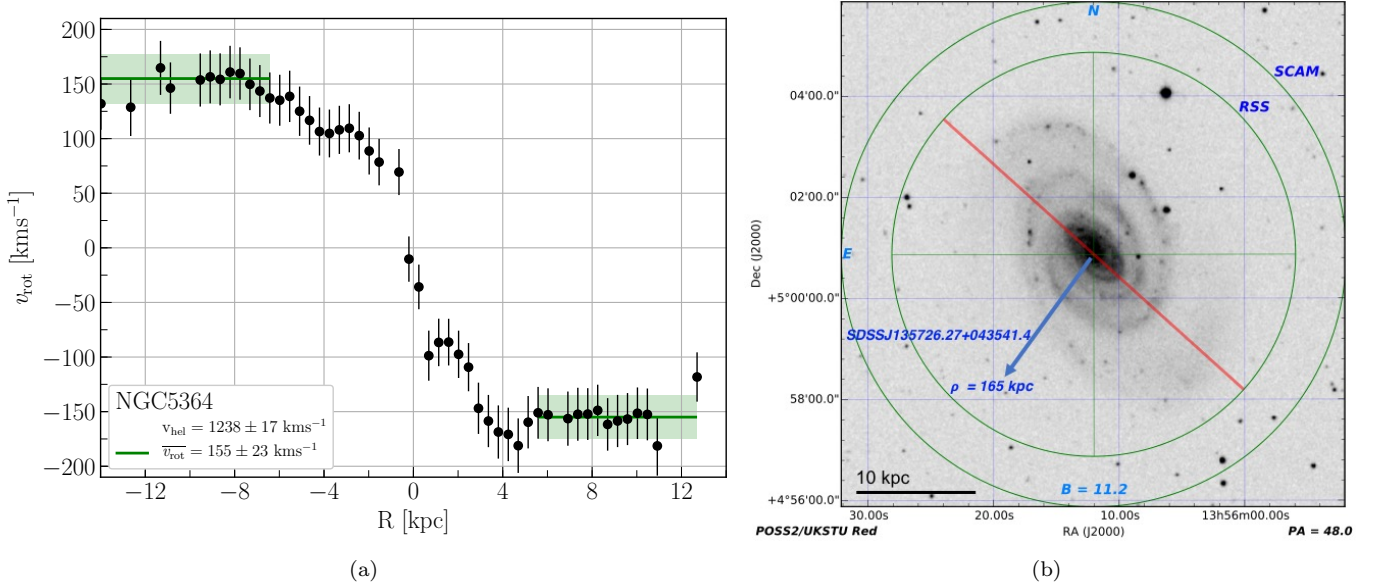 200
150
100
50
0
−50
−100
−150
−200
v_rot [kms⁻¹]
NGC5364
v_hel = 1238 ± 17 kms⁻¹
v̅_rot = 155 ± 23 kms⁻¹
−12 −8 −4 0 4 8 12
R [kpc]
(a)
N
SCAM
RSS
04'00.0"
02'00.0"
E
Dec (J2000)
+5°00'00.0"
SDSSJ135726.27+043541.4
ρ = 165 kpc
58'00.0"
10 kpc
B = 11.2
+4°56'00.0"
30.00s 20.00s 10.00s 13h56m00.00s
RA (J2000)
POSS2/UKSTU Red
PA = 48.0
(b)